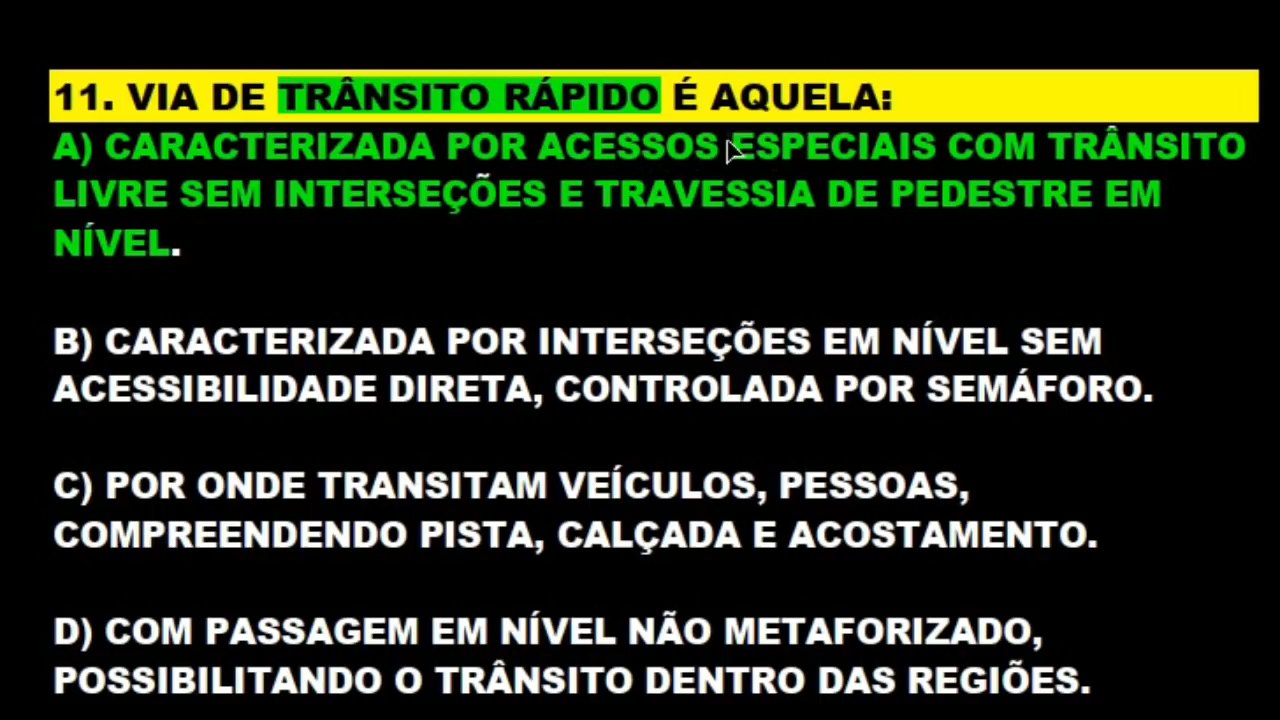 11. VIA DE TRÂNSITO RÁPIDO É AQUELA:
A) CARACTERIZADA POR ACESSOS ESPECIAIS COM TRÂNSITO
LIVRE SEM INTERSEÇÕES E TRAVESSIA DE PEDESTRE EM
NÍVEL.
B) CARACTERIZADA POR INTERSEÇÕES EM NÍVEL SEM
ACESSIBILIDADE DIRETA, CONTROLADA POR SEMÁFORO.
C) POR ONDE TRANSITAM VEÍCULOS, PESSOAS,
COMPREENDENDO PISTA, CALÇADA E ACOSTAMENTO.
D) COM PASSAGEM EM NÍVEL NÃO METAFORIZADO,
POSSIBILITANDO O TRÂNSITO DENTRO DAS REGIÕES.